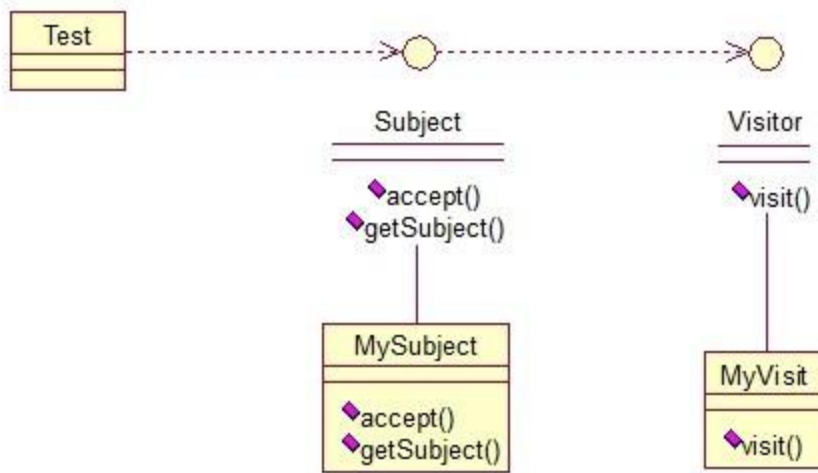 Test
Subject
Visitor
accept()
getSubject()
visit()
MySubject
accept()
getSubject()
MyVisit
visit()